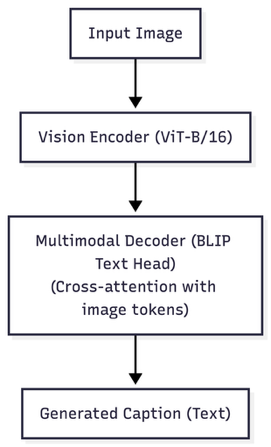 Input Image
Vision Encoder (ViT-B/16)
Multimodal Decoder (BLIP
Text Head)
(Cross-attention with
image tokens)
Generated Caption (Text)